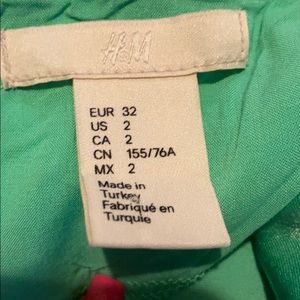 H&M
EUR 32
US 2
CA 2
CN 155/76A
MX 2
Made in
Turkey
Fabriqué en
Turquie